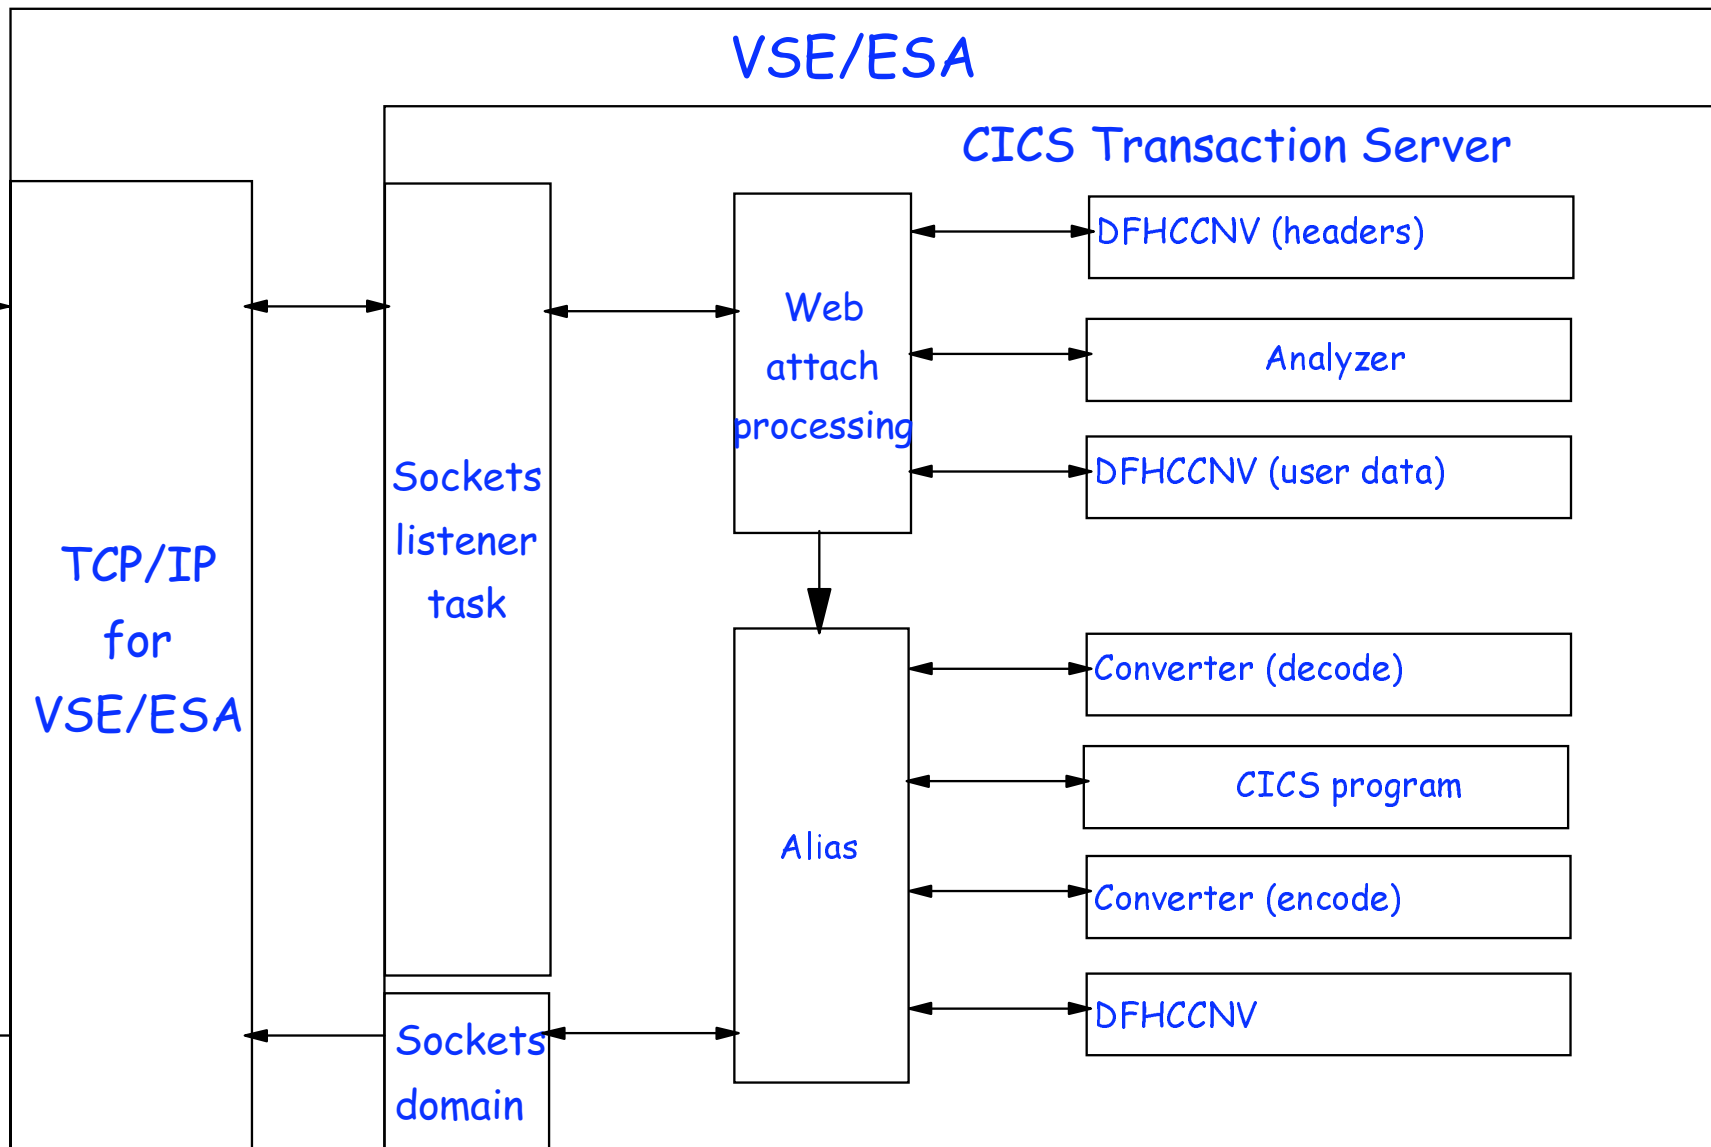 VSE/ESA
CICS Transaction Server
TCP/IP
for
VSE/ESA
Sockets
listener
task
Sockets
domain
Web
attach
processing
Alias
DFHCCNV (headers)
Analyzer
DFHCCNV (user data)
Converter (decode)
CICS program
Converter (encode)
DFHCCNV